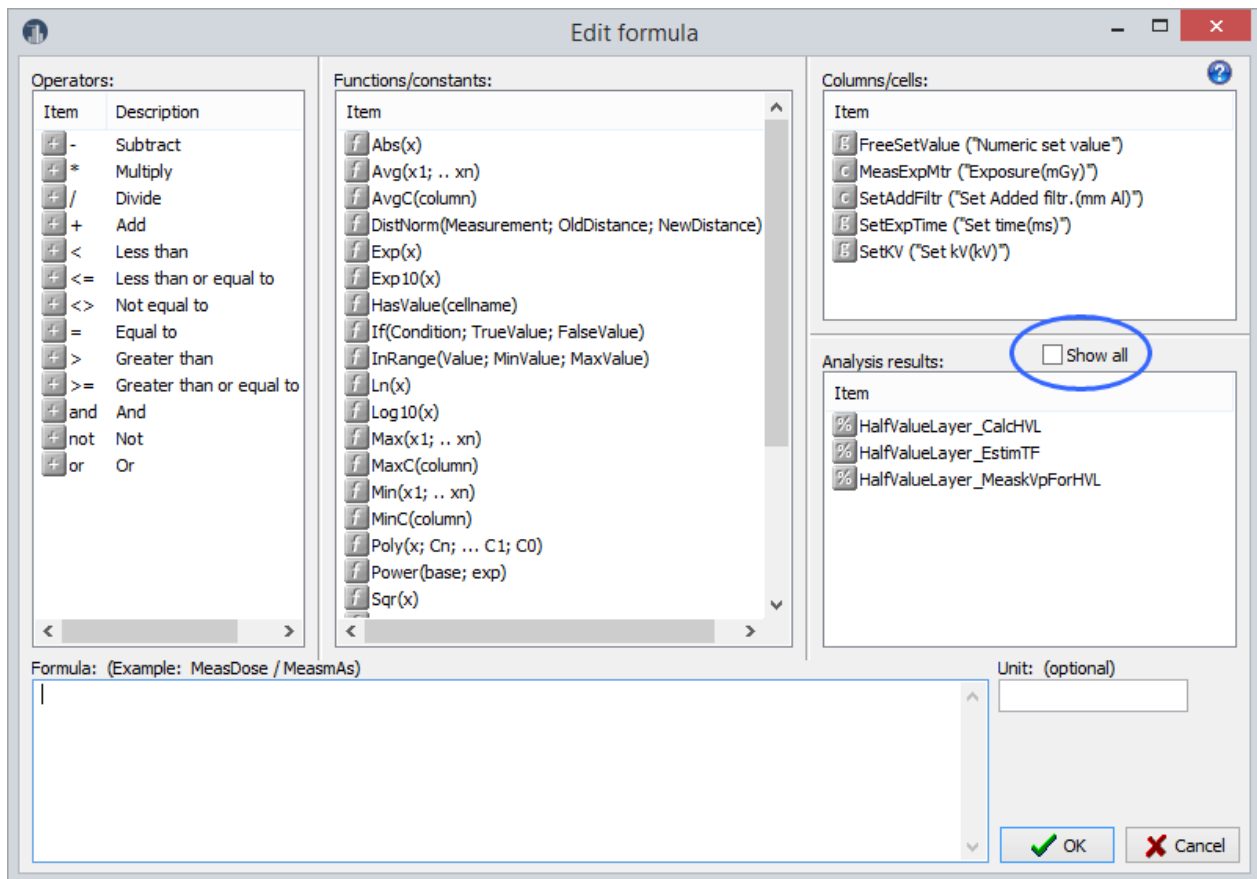 Edit formula
Operators:
Item Description
- Subtract
* Multiply
/ Divide
+ Add
< Less than
<= Less than or equal to
<> Not equal to
= Equal to
> Greater than
>= Greater than or equal to
and And
not Not
or Or
Functions/constants:
Item
Abs(x)
Avg(x1; .. xn)
AvgC(column)
DistNorm(Measurement; OldDistance; NewDistance)
Exp(x)
Exp10(x)
HasValue(cellname)
If(Condition; TrueValue; FalseValue)
InRange(Value; MinValue; MaxValue)
Ln(x)
Log10(x)
Max(x1; .. xn)
MaxC(column)
Min(x1; .. xn)
MinC(column)
Poly(x; Cn; ... C1; C0)
Power(base; exp)
Sqr(x)
Columns/cells:
Item
FreeSetValue ("Numeric set value")
MeasExpMtr ("Exposure(mGy)")
SetAddFiltr ("Set Added filtr.(mm Al)")
SetExpTime ("Set time(ms)")
SetKV ("Set kV(kV)")
Analysis results:
Show all
Item
HalfValueLayer_CalcHVL
HalfValueLayer_EstimTF
HalfValueLayer_MeaskVpForHVL
Formula: (Example: MeasDose / MeasmAs)
Unit: (optional)
OK
Cancel